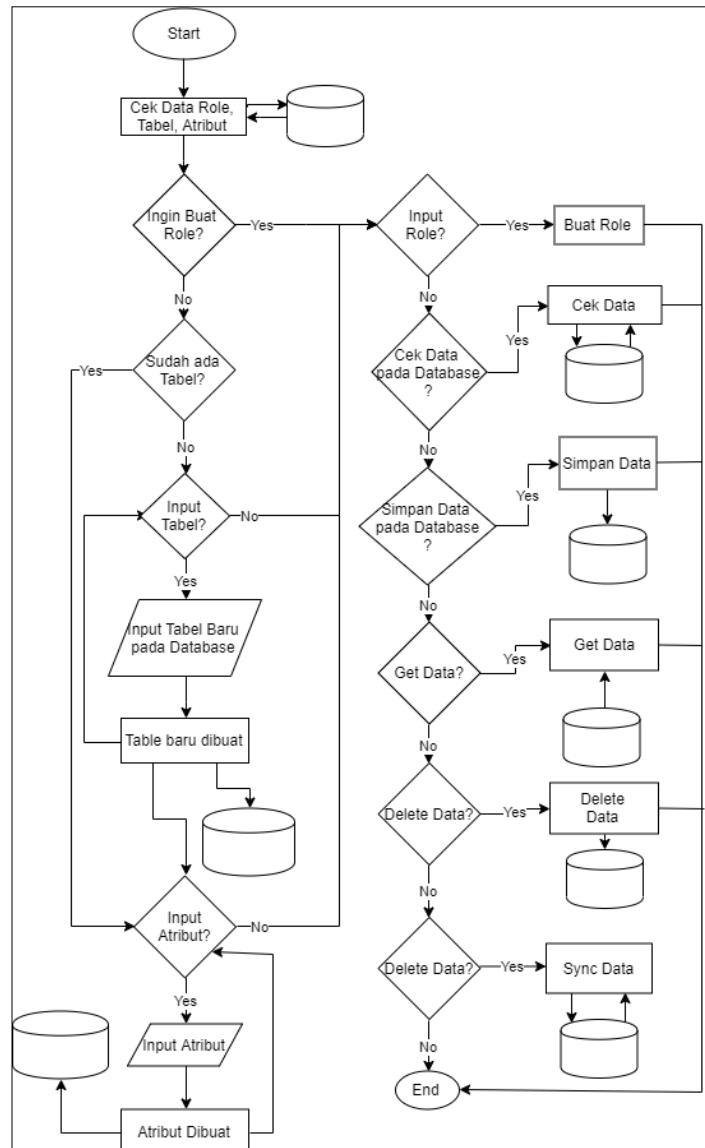 Start
Cek Data Role,
Tabel, Atribut
Ingin Buat
Role?
Yes
No
Sudah ada
Tabel?
Yes
No
Input
Tabel?
No
Yes
Input Tabel Baru
pada Database
Table baru dibuat
Input
Atribut?
No
Yes
Input Atribut
Atribut Dibuat
Input
Role?
Yes
Buat Role
No
Cek Data
pada Database
?
Yes
Cek Data
No
Simpan Data
pada Database
?
Yes
Simpan Data
No
Get Data?
Yes
Get Data
No
Delete Data?
Yes
Delete
Data
No
Delete Data?
Yes
Sync Data
No
End